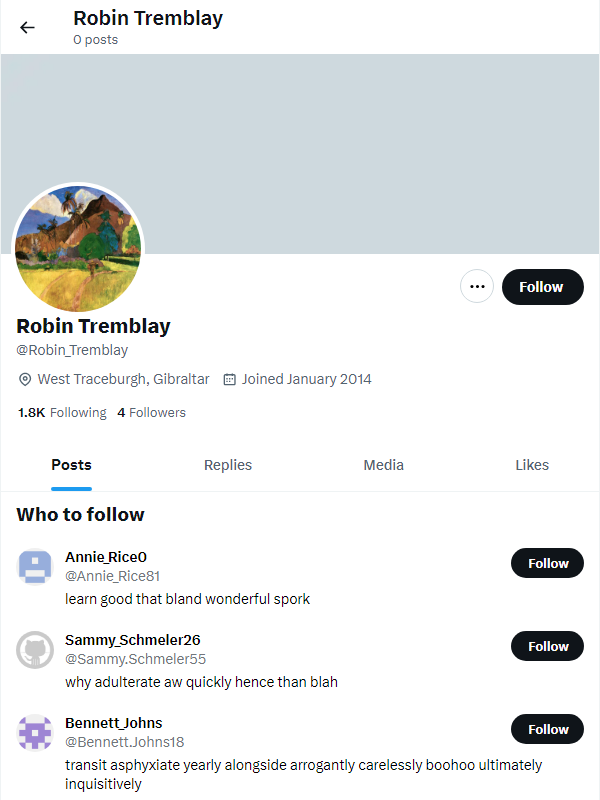 Robin Tremblay
0 posts
Follow
Robin Tremblay
@Robin_Tremblay
West Traceburgh, Gibraltar Joined January 2014
1.8K Following 4 Followers
Posts Replies Media Likes
Who to follow
Annie_Rice0
@Annie_Rice81
Follow
learn good that bland wonderful spork
Sammy_Schmeler26
@Sammy.Schmeler55
Follow
why adulterate aw quickly hence than blah
Bennett_Johns
@Bennett.Johns18
Follow
transit asphyxiate yearly alongside arrogantly carelessly boohoo ultimately
inquisitively